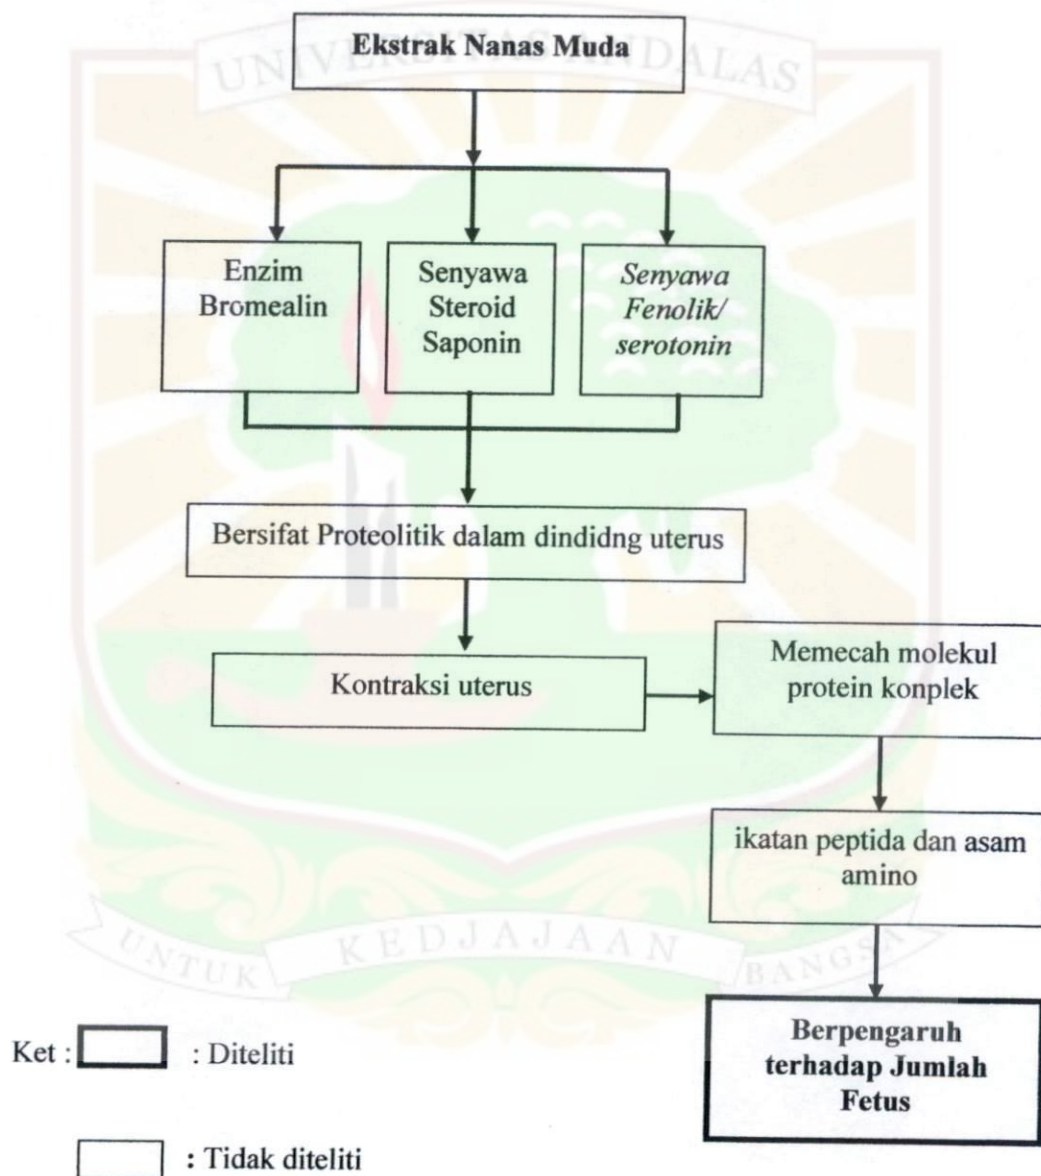 UNIVERSITAS ANDALAS
Ekstrak Nanas Muda
Enzim
Bromealin
Senyawa
Steroid
Saponin
Senyawa
Fenolik/
serotonin
Bersifat Proteolitik dalam dindidng uterus
Kontraksi uterus
Memecah molekul
protein konplek
ikatan peptida dan asam
amino
UNTUK KEDJAJAAN BANGSA
Berpengaruh
terhadap Jumlah
Fetus
Ket : : Diteliti
: Tidak diteliti